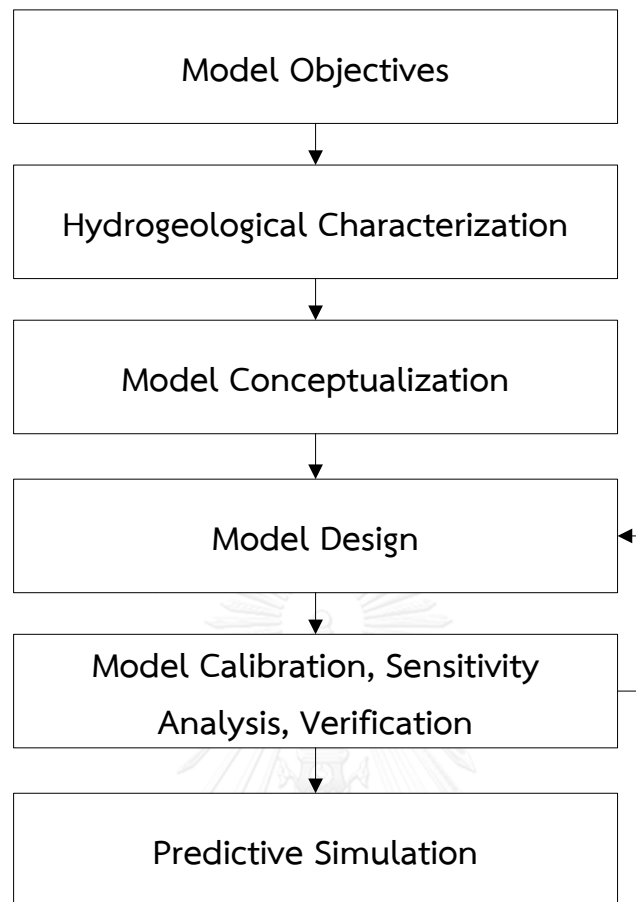 Model Objectives
Hydrogeological Characterization
Model Conceptualization
Model Design
Model Calibration, Sensitivity
Analysis, Verification
Predictive Simulation